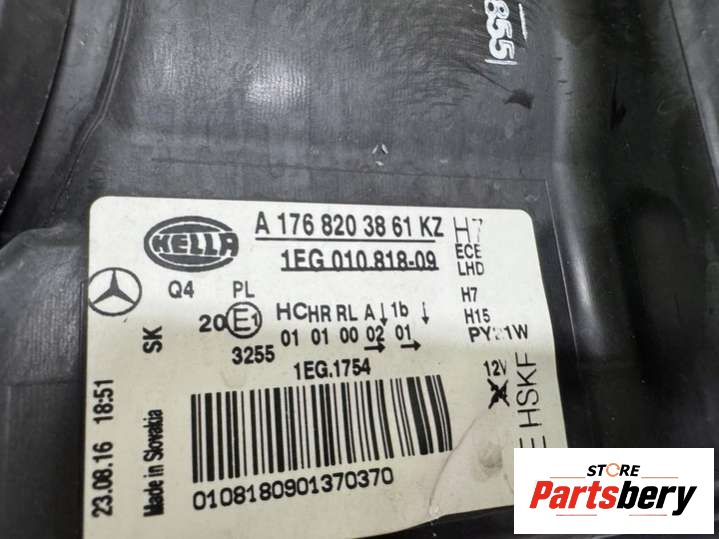 855
HELLA
A 176 820 38 61 KZ
H7
1EG 010.818-09
ECE
LHD
Q4 PL
H7
20 E1
HCHR RL A 1b
H15
01 01 00 02 01
PY21W
3255
1EG.1754
12V
SK
E HSKF
23.08.16 18:51
Made in Slovakia
0108180901370370
STORE
Partsbery